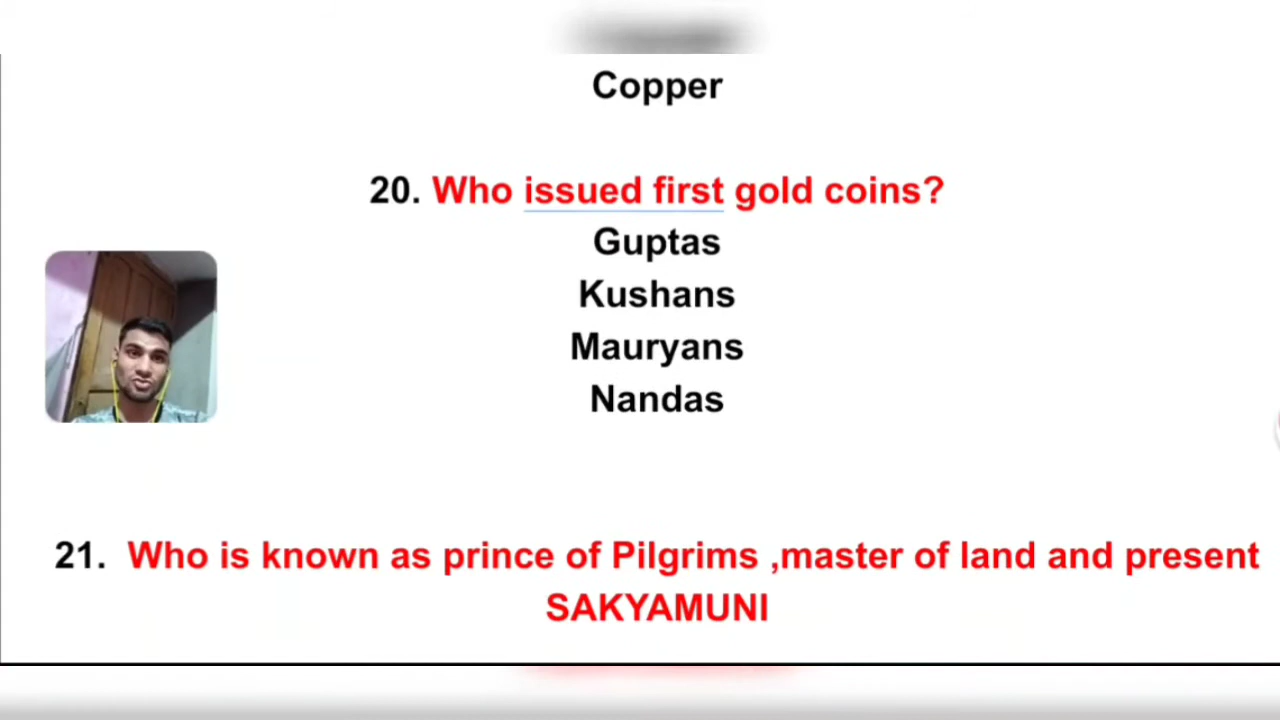 Copper
20. Who issued first gold coins?
Guptas
Kushans
Mauryans
Nandas
21. Who is known as prince of Pilgrims ,master of land and present
SAKYAMUNI